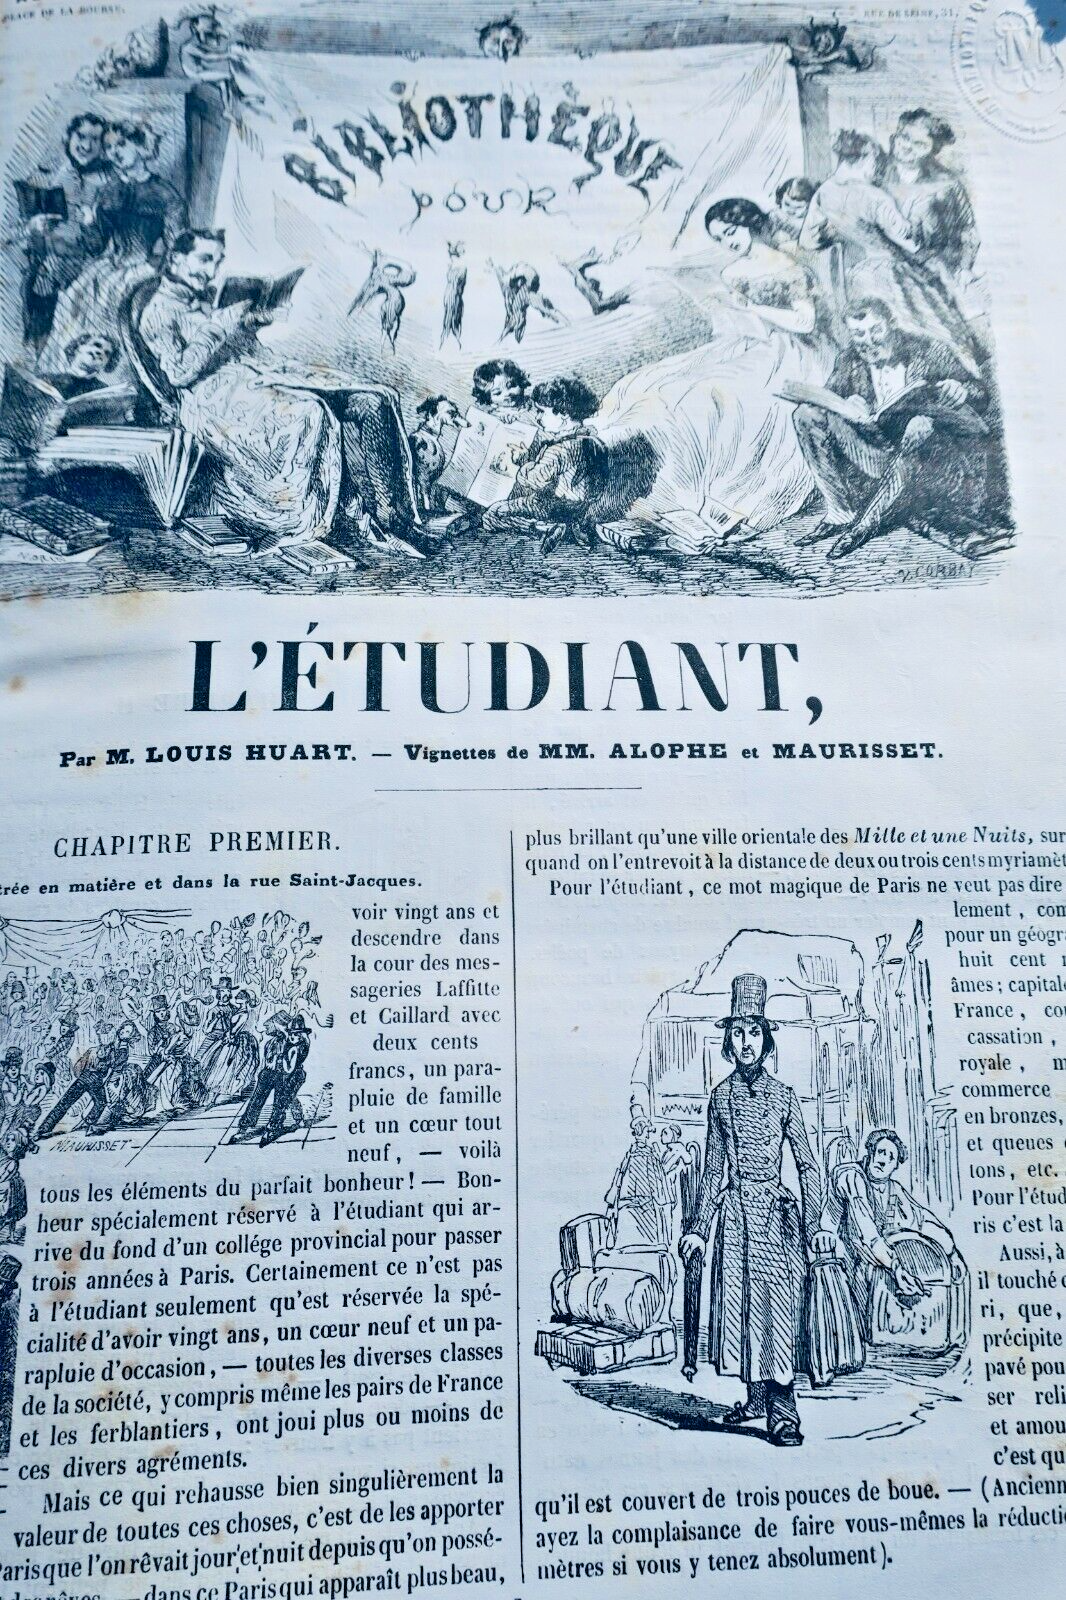 PLACE DE LA BOURSE,
RUE DE SEINE, 31.
BIBLIOTHÈQUE
POUR
RIRE
V. CORBAY
L'ÉTUDIANT,
Par M. LOUIS HUART. — Vignettes de MM. ALOPHE et MAURISSET.
CHAPITRE PREMIER.
trée en matière et dans la rue Saint-Jacques.
voir vingt ans et
descendre dans
la cour des mes-
sageries Laffitte
et Caillard avec
deux cents
francs, un para-
pluie de famille
et un cœur tout
neuf, — voilà
MAURISSET
tous les éléments du parfait bonheur! — Bon-
heur spécialement réservé à l'étudiant qui ar-
rive du fond d'un collége provincial pour passer
trois années à Paris. Certainement ce n'est pas
à l'étudiant seulement qu'est réservée la spé-
cialité d'avoir vingt ans, un cœur neuf et un pa-
rapluie d'occasion, — toutes les diverses classes
de la société, y compris même les pairs de France
et les ferblantiers, ont joui plus ou moins de
ces divers agréments.
Mais ce qui rehausse bien singulièrement la
valeur de toutes ces choses, c'est de les apporter
Paris que l'on rêvait jour et nuit depuis qu'on possé-
— dans ce Paris qui apparaît plus beau,
plus brillant qu'une ville orientale des Mille et une Nuits, sur
quand on l'entrevoit à la distance de deux ou trois cents myriamèt
Pour l'étudiant, ce mot magique de Paris ne veut pas dire
lement, com
pour un géogra
huit cent m
âmes; capital
France, co
cassation,
royale, m
commerce
en bronzes,
et queues
tons, etc.
Pour l'étud
ris c'est la
Aussi, à
il touché
ri, que,
précipite
pavé pou
ser reli
et amou
c'est qu
qu'il est couvert de trois pouces de boue. — (Ancienn
ayez la complaisance de faire vous-mêmes la réducti
mètres si vous y tenez absolument).